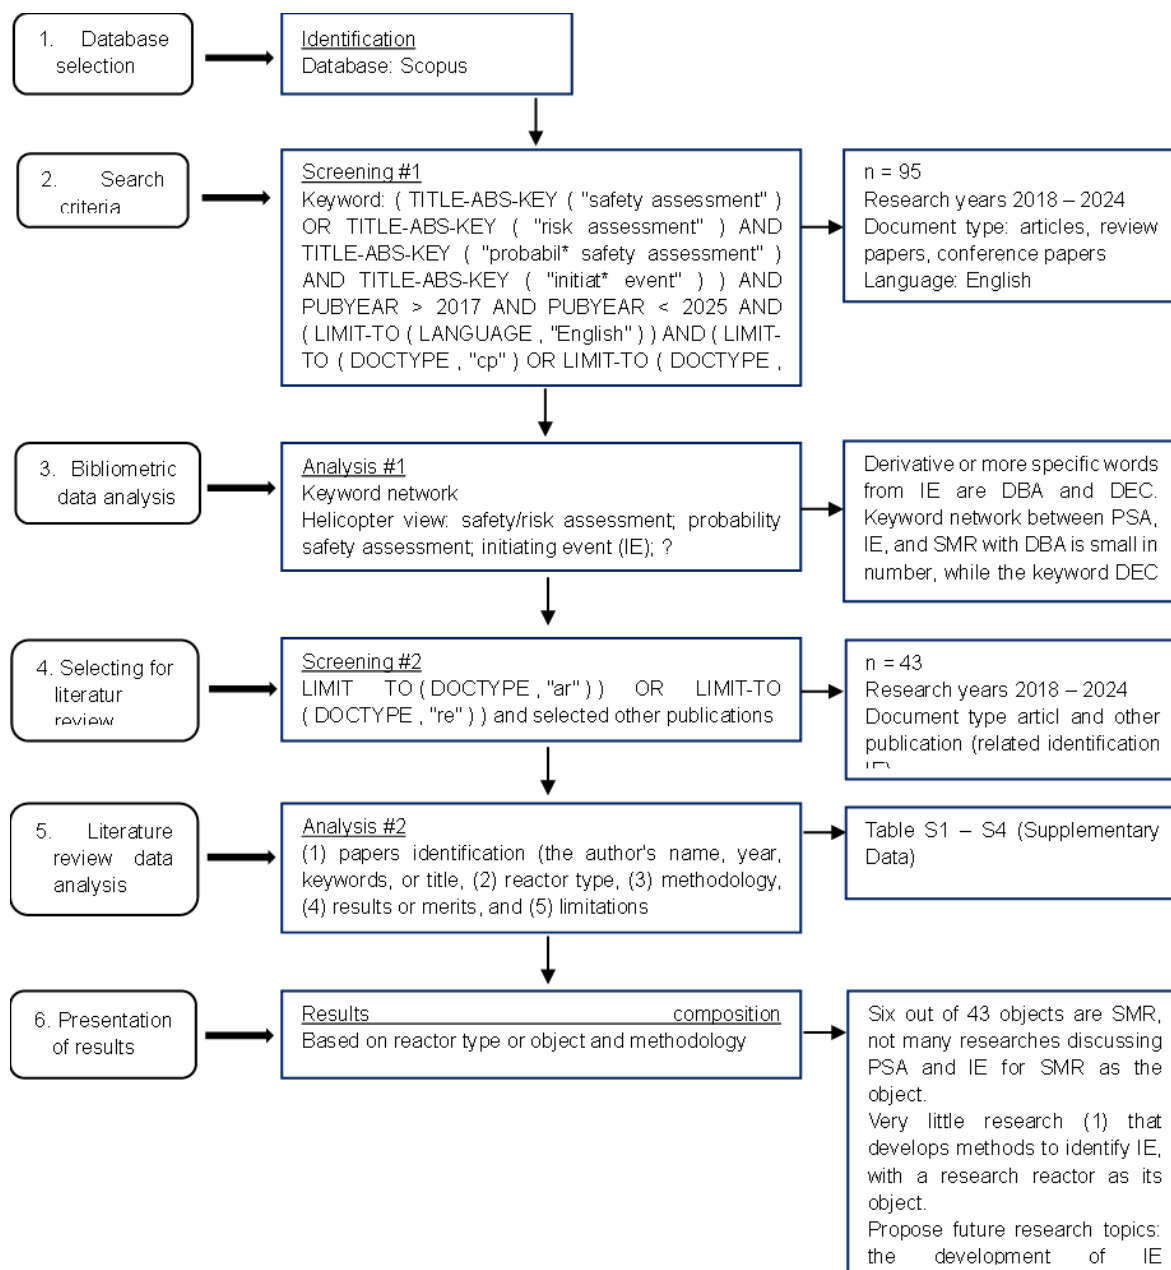 1. Database
selection
Identification
Database: Scopus
2. Search
criteria
Screening #1
Keyword: ( TITLE-ABS-KEY ( "safety assessment" )
OR TITLE-ABS-KEY ( "risk assessment" ) AND
TITLE-ABS-KEY ( "probabil* safety assessment" )
AND TITLE-ABS-KEY ( "initiat* event" ) ) AND
PUBYEAR > 2017 AND PUBYEAR < 2025 AND
( LIMIT-TO ( LANGUAGE , "English" ) ) AND ( LIMIT-
TO ( DOCTYPE , "cp" ) OR LIMIT-TO ( DOCTYPE ,
n = 95
Research years 2018 – 2024
Document type: articles, review
papers, conference papers
Language: English
3. Bibliometric
data analysis
Analysis #1
Keyword network
Helicopter view: safety/risk assessment; probability
safety assessment; initiating event (IE); ?
Derivative or more specific words
from IE are DBA and DEC.
Keyword network between PSA,
IE, and SMR with DBA is small in
number, while the keyword DEC
4. Selecting for
literatur
review
Screening #2
LIMIT TO ( DOCTYPE , "ar" ) ) OR LIMIT-TO
( DOCTYPE , "re" ) ) and selected other publications
n = 43
Research years 2018 – 2024
Document type articl and other
publication (related identification
IE)
5. Literature
review data
analysis
Analysis #2
(1) papers identification (the author's name, year,
keywords, or title, (2) reactor type, (3) methodology,
(4) results or merits, and (5) limitations
Table S1 – S4 (Supplementary
Data)
6. Presentation
of results
Results composition
Based on reactor type or object and methodology
Six out of 43 objects are SMR,
not many researches discussing
PSA and IE for SMR as the
object.
Very little research (1) that
develops methods to identify IE,
with a research reactor as its
object.
Propose future research topics:
the development of IE